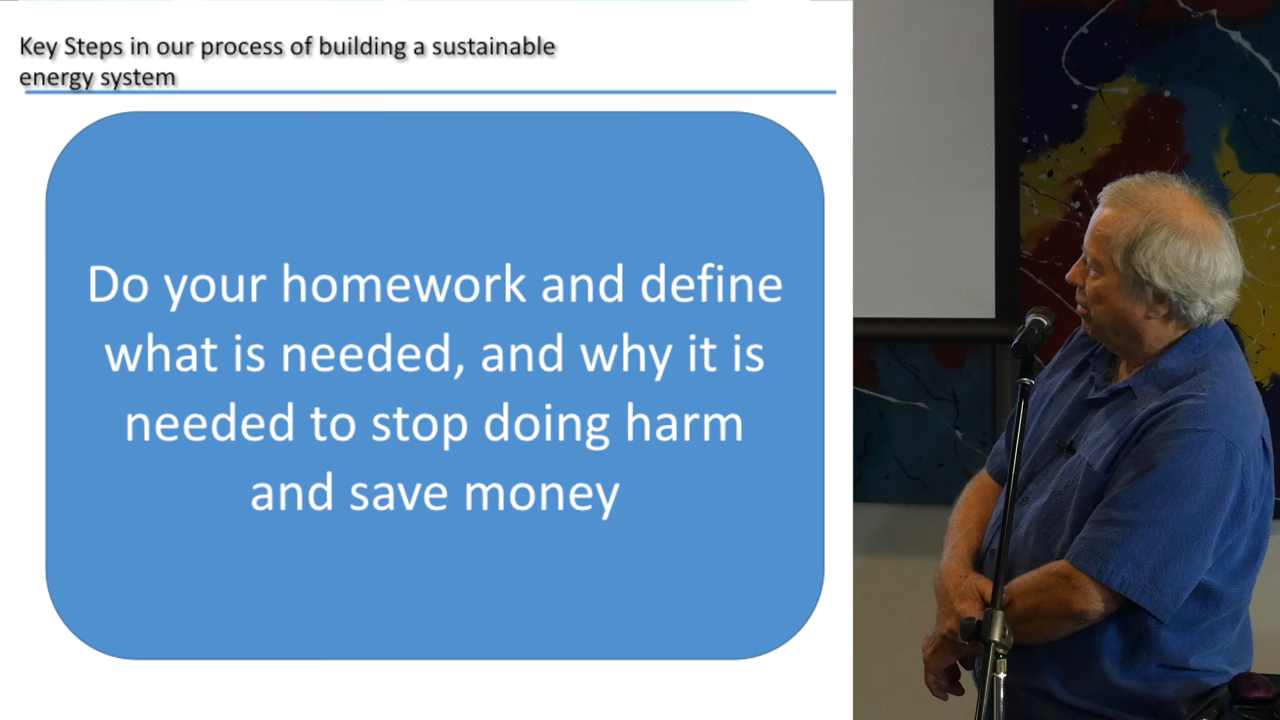 Key Steps in our process of building a sustainable
energy system
Do your homework and define
what is needed, and why it is
needed to stop doing harm
and save money